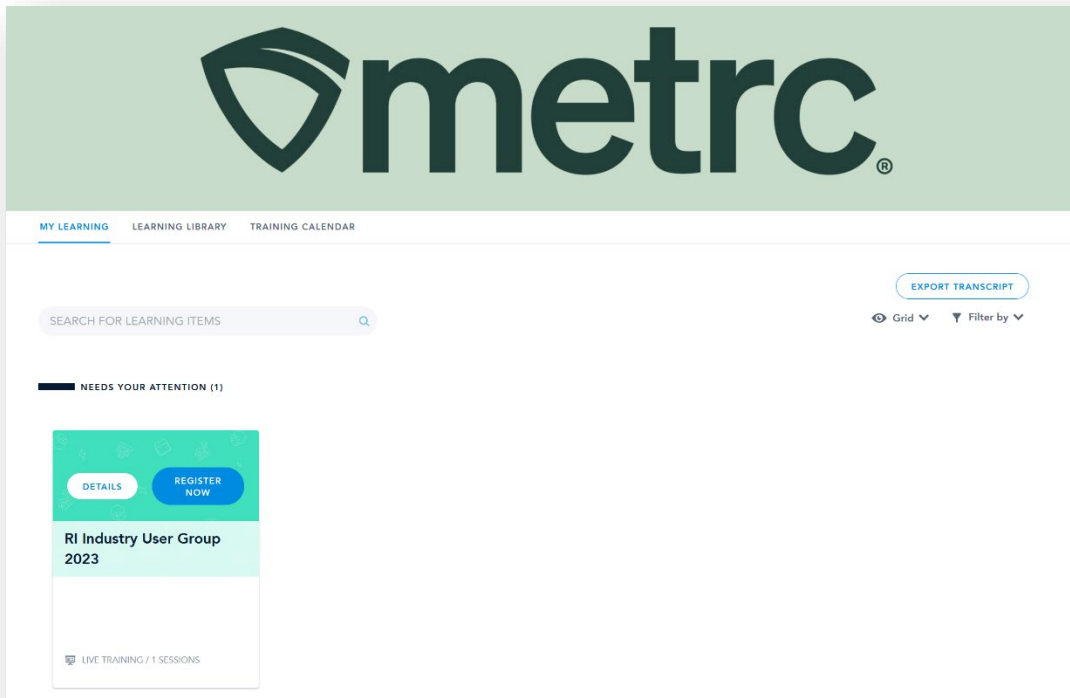 metrc®
MY LEARNING LEARNING LIBRARY TRAINING CALENDAR
EXPORT TRANSCRIPT
SEARCH FOR LEARNING ITEMS
Grid Filter by
NEEDS YOUR ATTENTION (1)
DETAILS
REGISTER
NOW
RI Industry User Group
2023
LIVE TRAINING / 1 SESSIONS